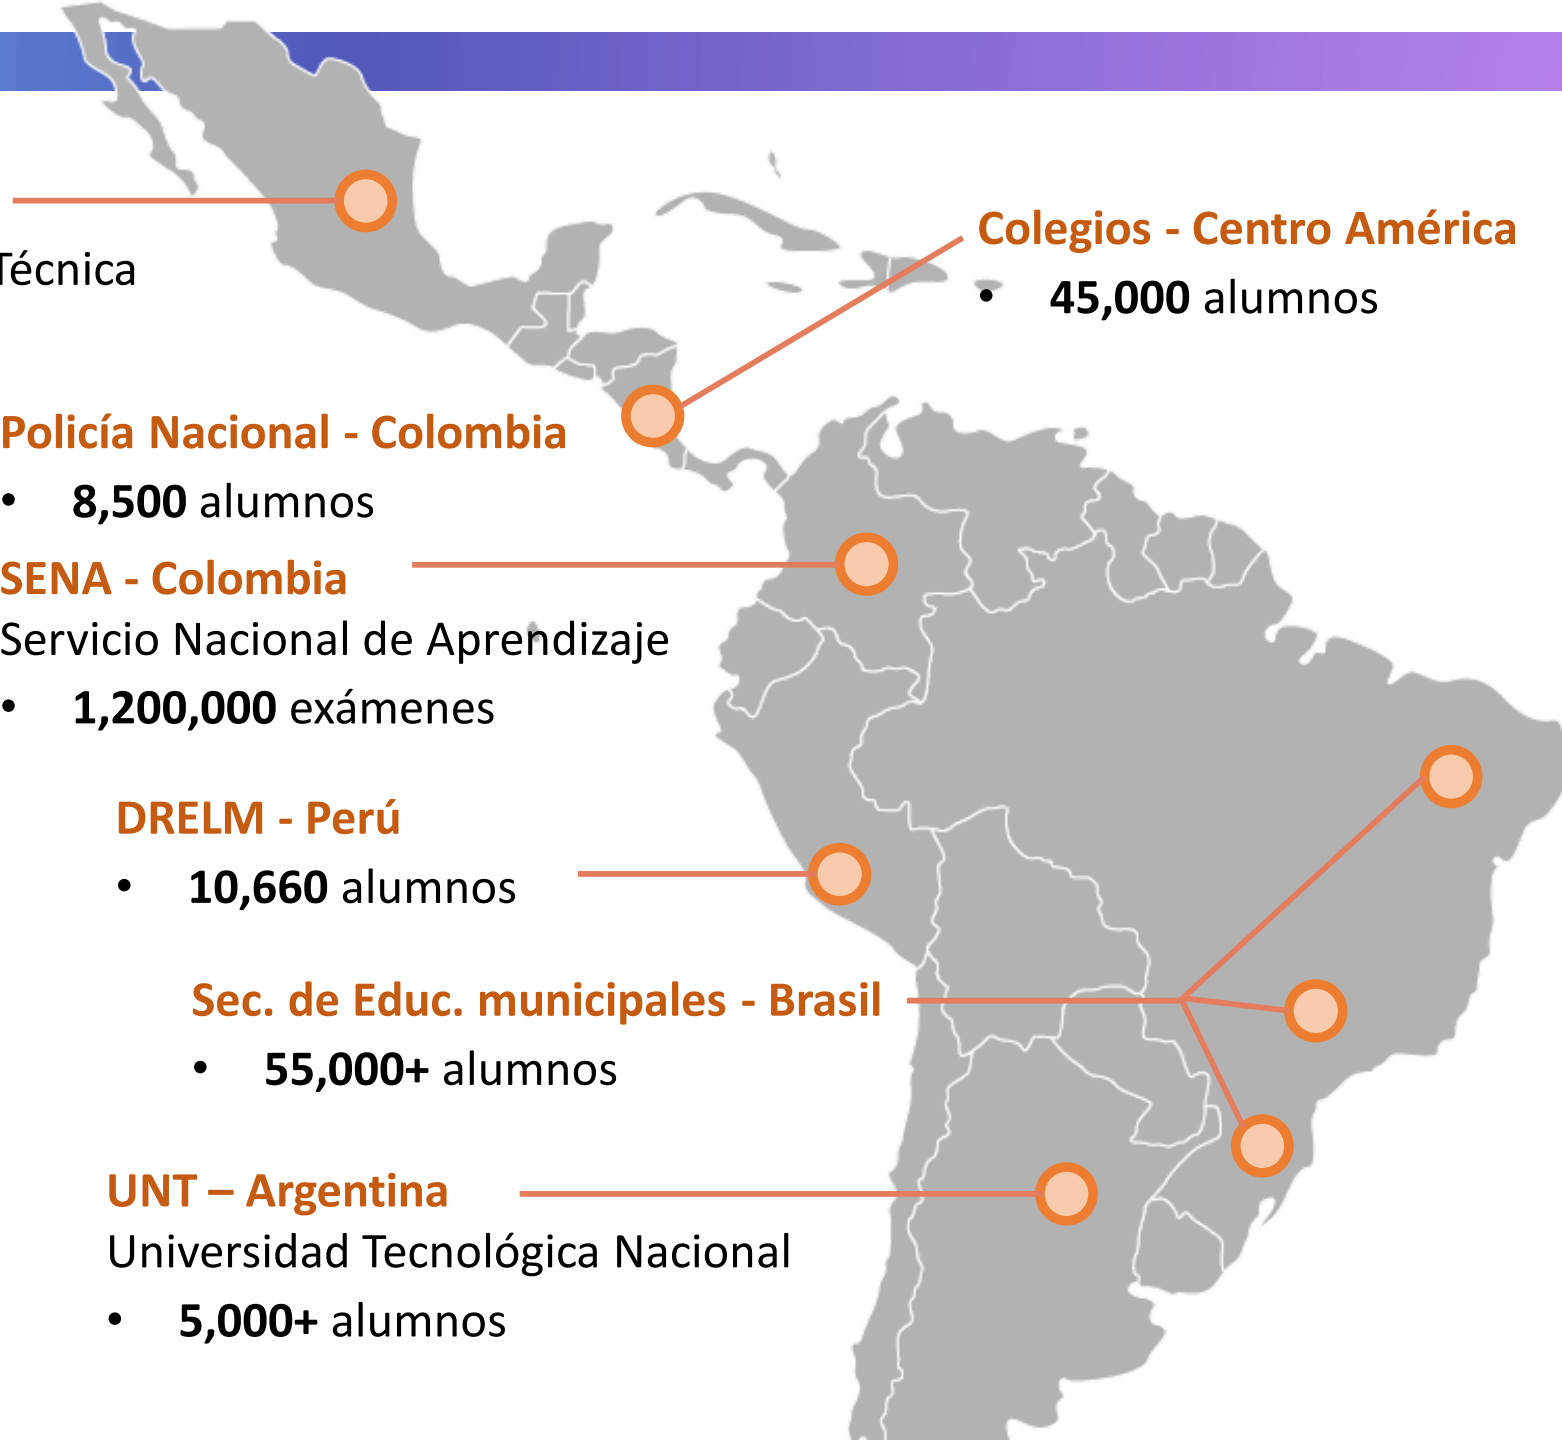 Técnica
Colegios - Centro América
• 45,000 alumnos
Policía Nacional - Colombia
• 8,500 alumnos
SENA - Colombia
Servicio Nacional de Aprendizaje
• 1,200,000 exámenes
DRELM - Perú
• 10,660 alumnos
Sec. de Educ. municipales - Brasil
• 55,000+ alumnos
UNT – Argentina
Universidad Tecnológica Nacional
• 5,000+ alumnos